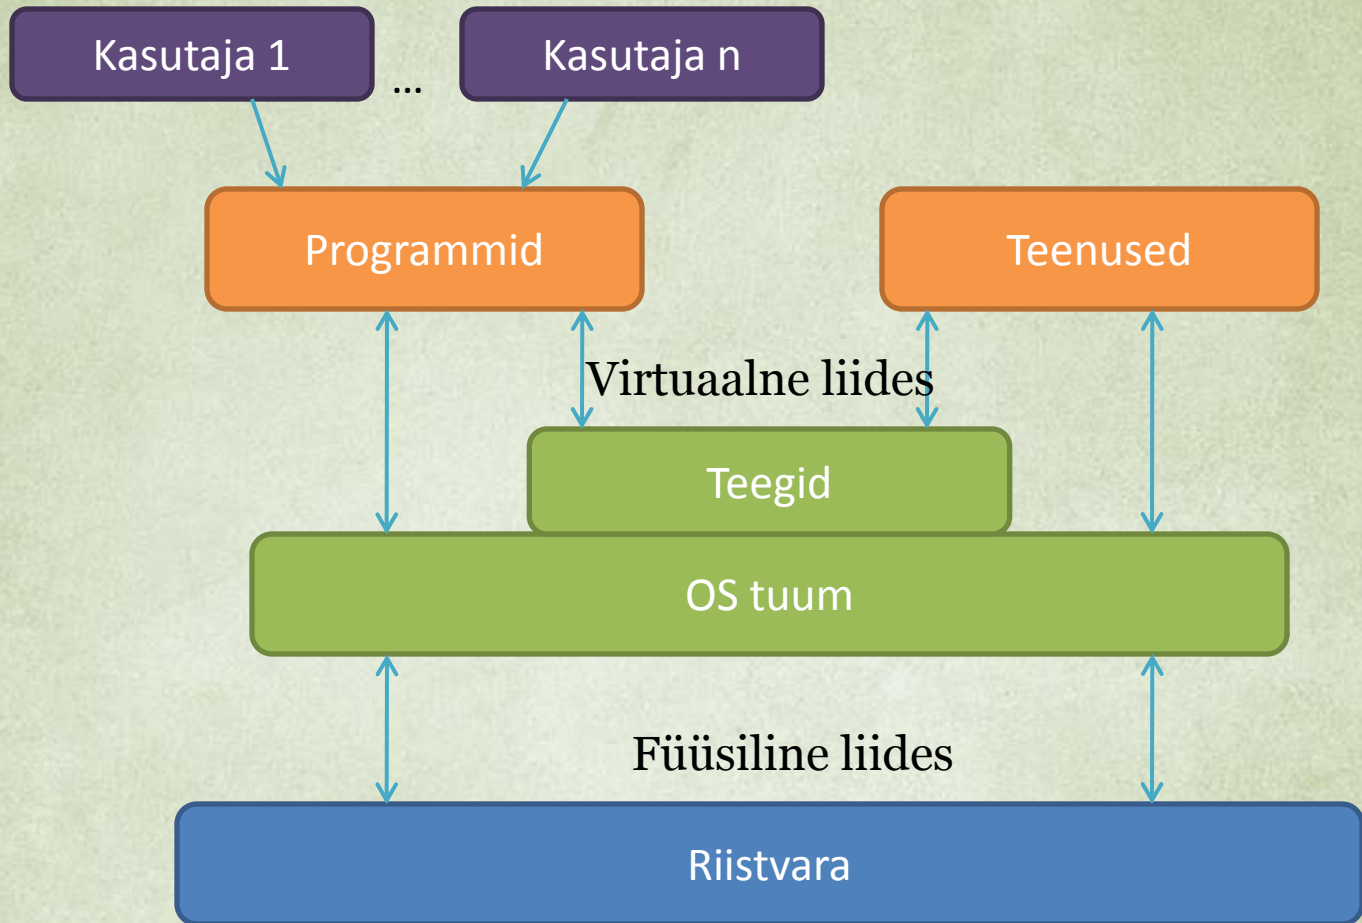 Kasutaja 1
...
Kasutaja n
Programmid
Teenused
Virtuaalne liides
Teegid
OS tuum
Füüsiline liides
Riistvara